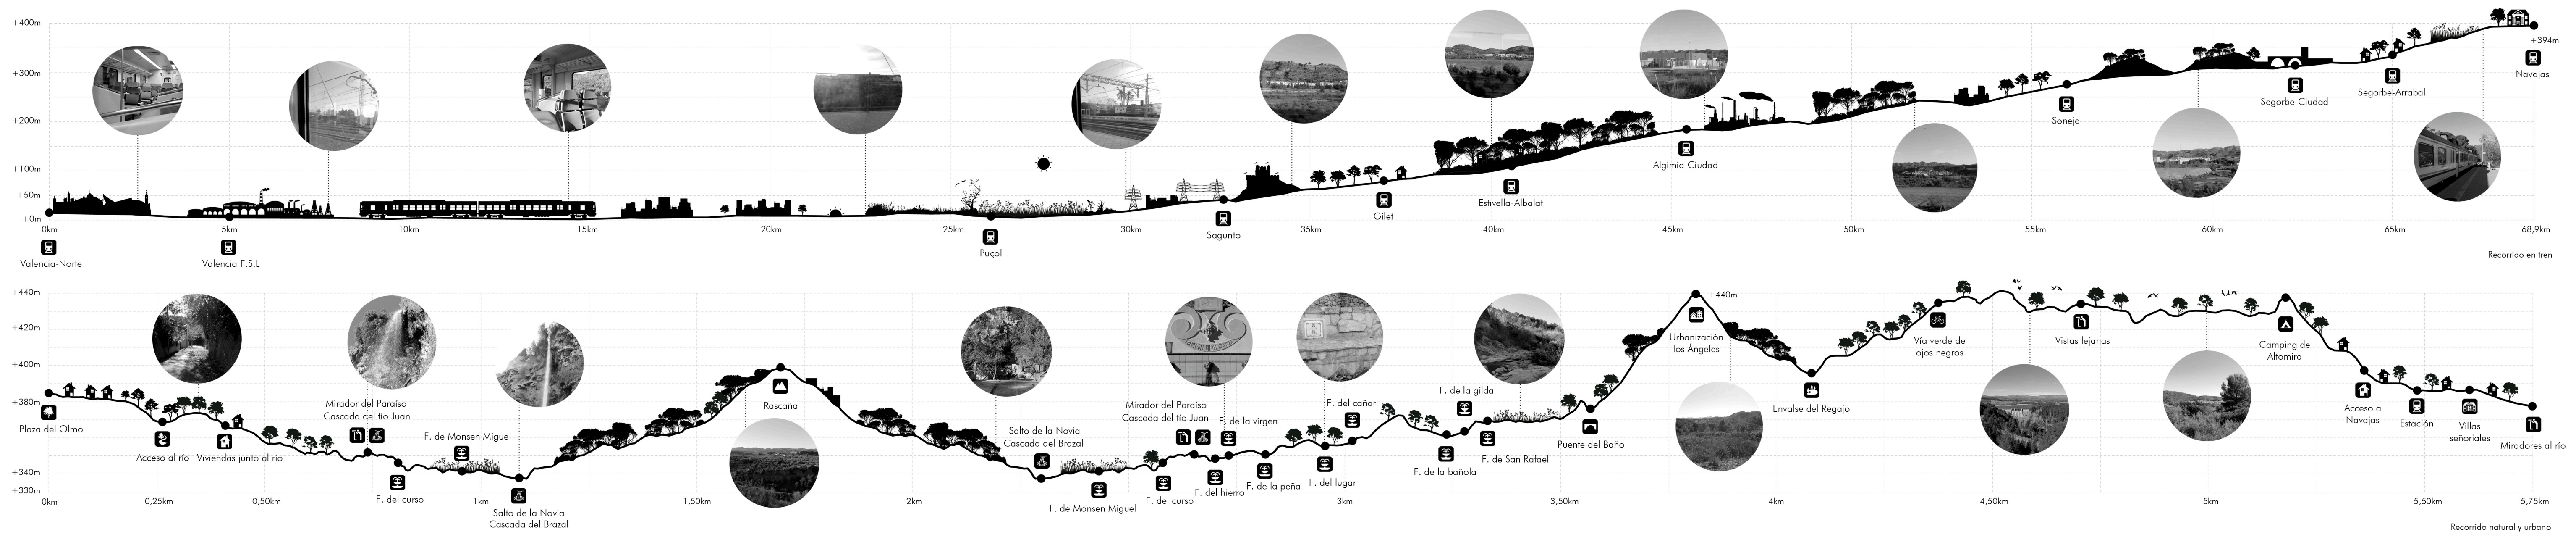 +400m
+300m
+200m
+100m
+50m
+0m
+394m
Navajas
Segorbe-Arrabal
Segorbe-Ciudad
Soneja
Algimia-Ciudad
Estivella-Albalat
Gilet
Sagunto
Puçol
0km
5km
10km
15km
20km
25km
30km
35km
40km
45km
50km
55km
60km
65km
68,9km
Valencia-Norte
Valencia F.S.L
Recorrido en tren
+440m
+420m
+400m
+380m
+340m
+330m
Plaza del Olmo
Acceso al río
Viviendas junto al río
Mirador del Paraíso
Cascada del tío Juan
F. del curso
F. de Monsen Miguel
Salto de la Novia
Cascada del Brazal
Rascaña
Salto de la Novia
Cascada del Brazal
F. de Monsen Miguel
Mirador del Paraíso
Cascada del tío Juan
F. del curso
F. del hierro
F. de la virgen
F. de la peña
F. del lugar
F. del cañar
F. de la gilda
F. de la bañola
F. de San Rafael
Puente del Baño
+440m
Urbanización
los Ángeles
Envalse del Regajo
Vía verde de
ojos negros
Vistas lejanas
Camping de
Altomira
Acceso a
Navajas
Estación
Villas
señoriales
Miradores al río
0km
0,25km
0,50km
1km
1,50km
2km
3km
3,50km
4km
4,50km
5km
5,50km
5,75km
Recorrido natural y urbano